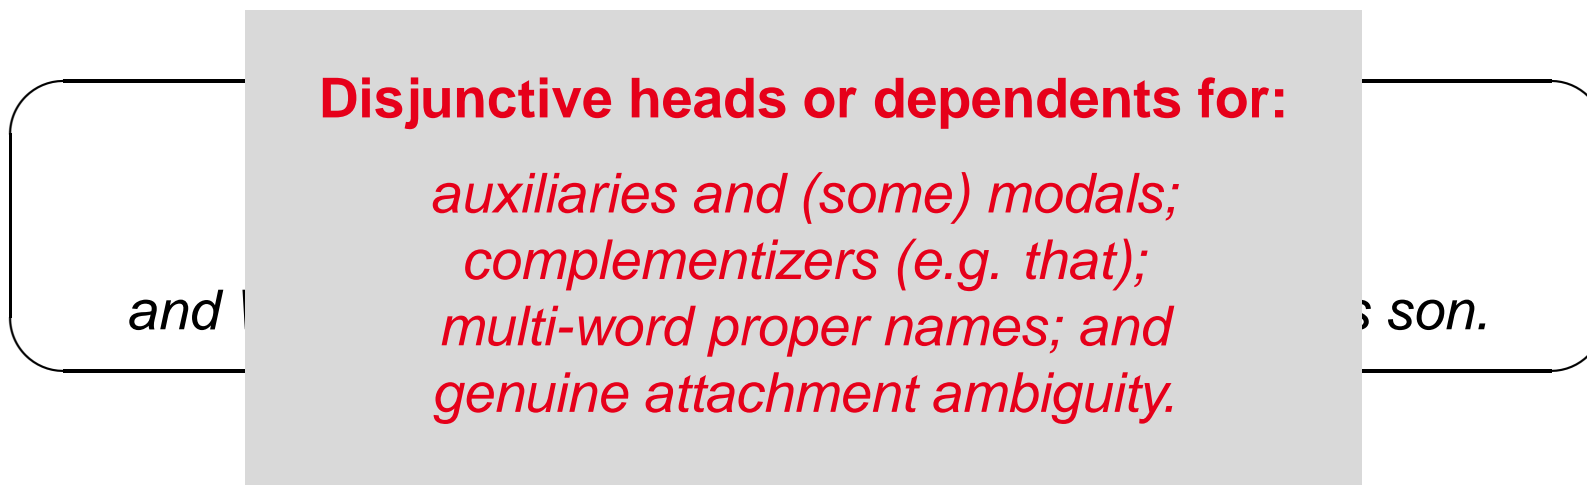 Disjunctive heads or dependents for:
auxiliaries and (some) modals;
complementizers (e.g. that);
and son.
multi-word proper names; and
genuine attachment ambiguity.